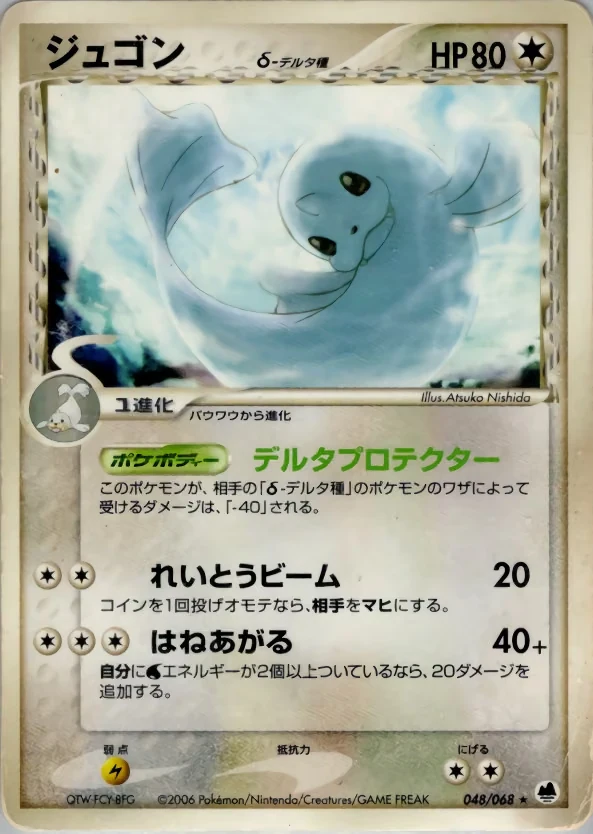 ジュゴン δ-デルタ種 HP80
Illus.Atsuko Nishida
1進化
パウワウから進化
ポケボディー デルタプロテクター
このポケモンが、相手の「δ-デルタ種」のポケモンのワザによって
受けるダメージは、「-40」される。
れいとうビーム 20
コインを1回投げオモテなら、相手をマヒにする。
はねあがる 40+
自分にエネルギーが2個以上ついているなら、20ダメージを
追加する。
弱点 抵抗力 にげる
QTW-FCY-BFG ©2006 Pokémon/Nintendo/Creatures/GAME FREAK 048/068 ★